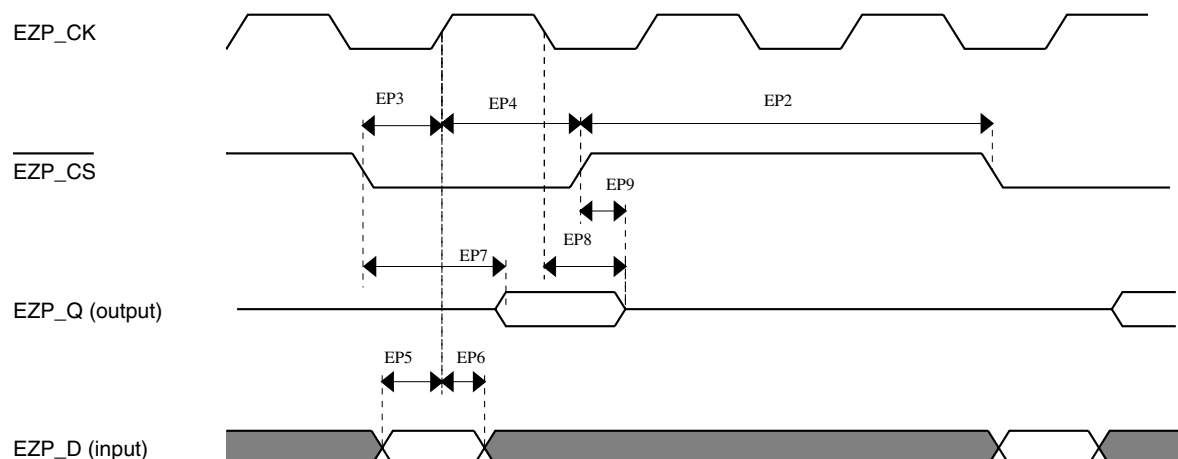 EZP_CK
EP3
EP4
EP2
EZP_CS
EP9
EP8
EP7
EZP_Q (output)
EP5
EP6
EZP_D (input)